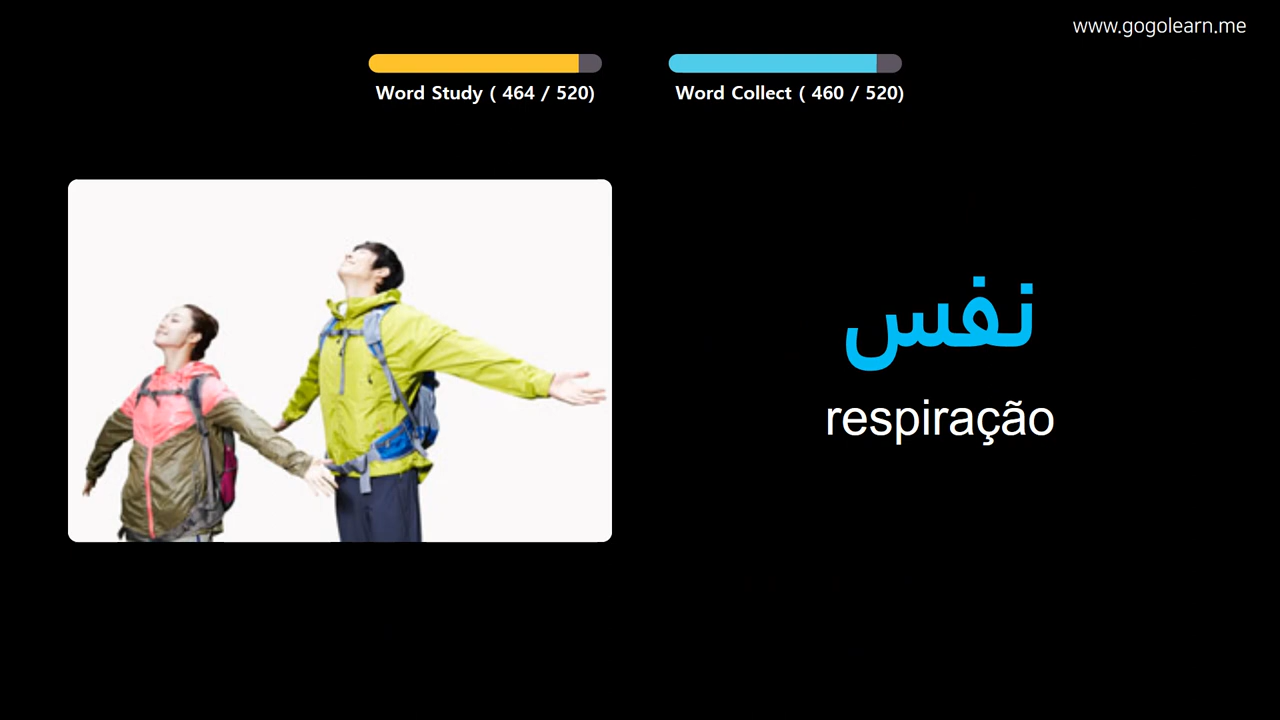 www.gogolearn.me
Word Study ( 464 / 520)
Word Collect ( 460 / 520)
نفس
respiração